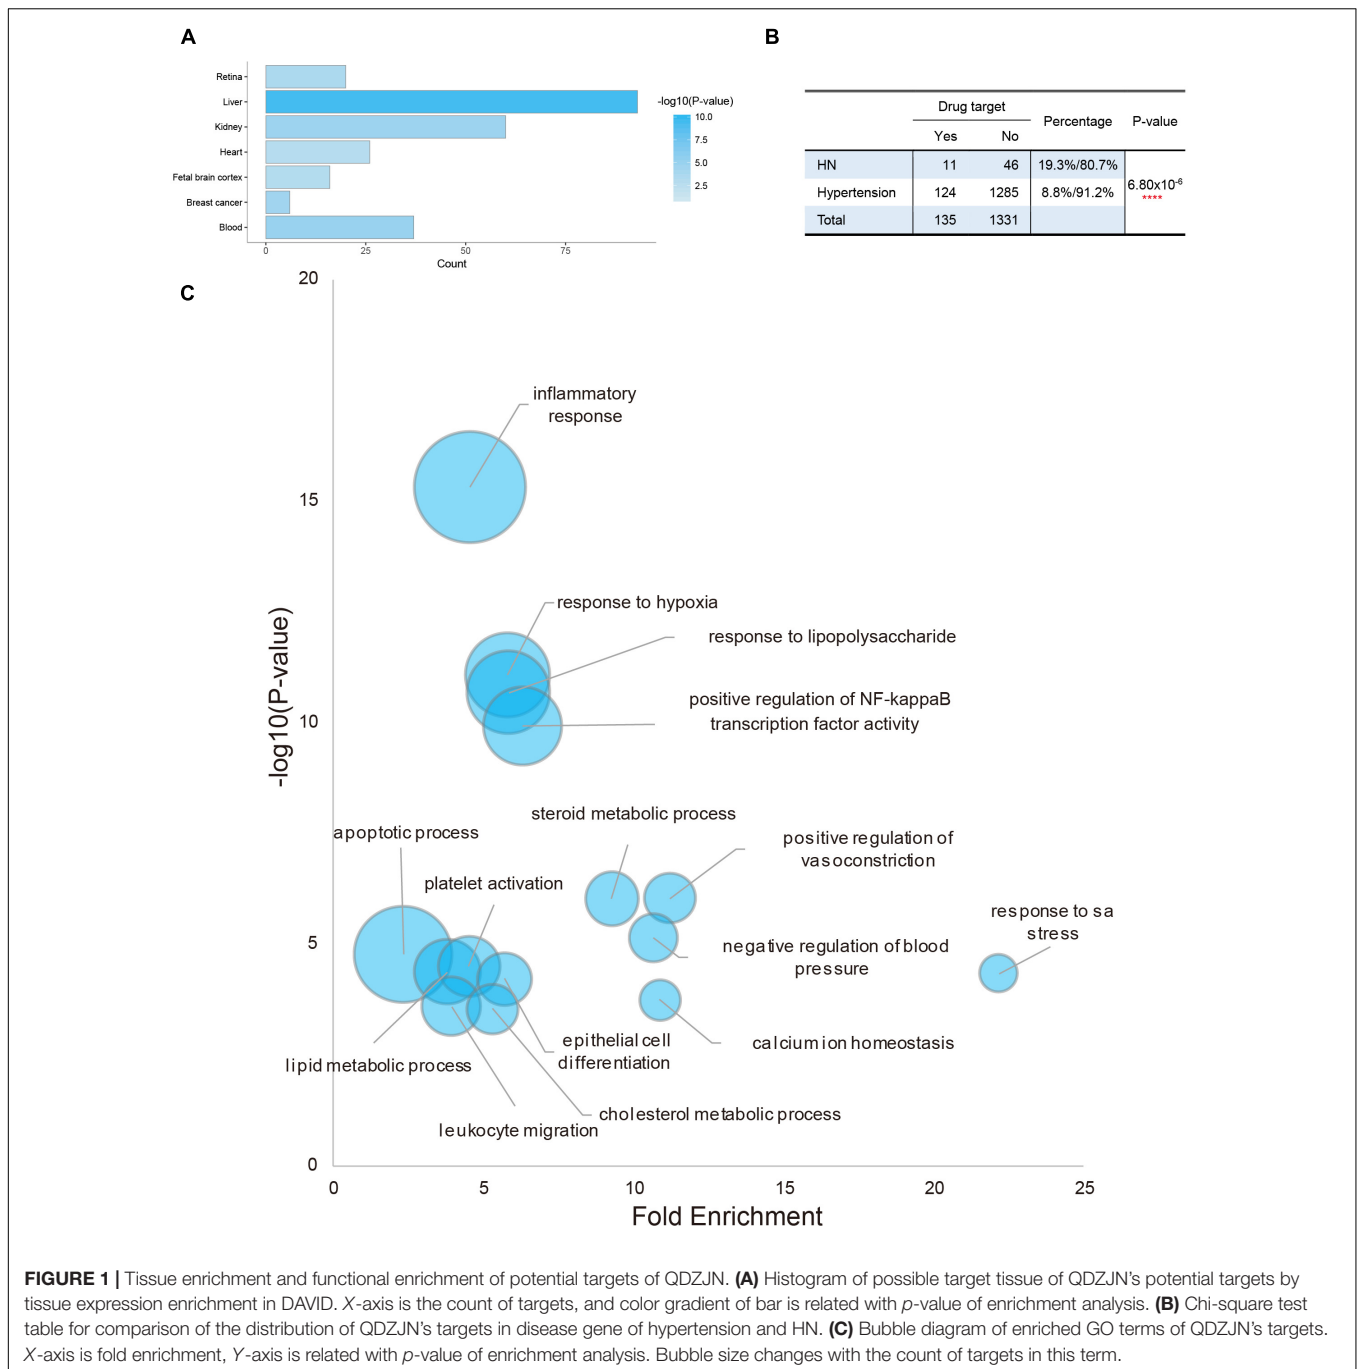 A
Retina
Liver
Kidney
Heart
Fetal brain cortex
Breast cancer
Blood
0 25 50 75
Count
-log10(P-value)
10.0
7.5
5.0
2.5
B
Drug target
Percentage P-value
Yes No
HN 11 46 19.3%/80.7%
Hypertension 124 1285 8.8%/91.2%
6.80x10-6
****
Total 135 1331
C
20
15
10
5
0
-log10(P-value)
inflammatory
response
response to hypoxia
response to lipopolysaccharide
positive regulation of NF-kappaB
transcription factor activity
steroid metabolic process
apoptotic process
positive regulation of
vasoconstriction
platelet activation
response to sa
stress
negative regulation of blood
pressure
epithelial cell
differentiation
calcium ion homeostasis
lipid metabolic process
cholesterol metabolic process
leukocyte migration
0 5 10 15 20 25
Fold Enrichment
FIGURE 1 | Tissue enrichment and functional enrichment of potential targets of QDZJN. (A) Histogram of possible target tissue of QDZJN's potential targets by
tissue expression enrichment in DAVID. X-axis is the count of targets, and color gradient of bar is related with p-value of enrichment analysis. (B) Chi-square test
table for comparison of the distribution of QDZJN's targets in disease gene of hypertension and HN. (C) Bubble diagram of enriched GO terms of QDZJN's targets.
X-axis is fold enrichment, Y-axis is related with p-value of enrichment analysis. Bubble size changes with the count of targets in this term.